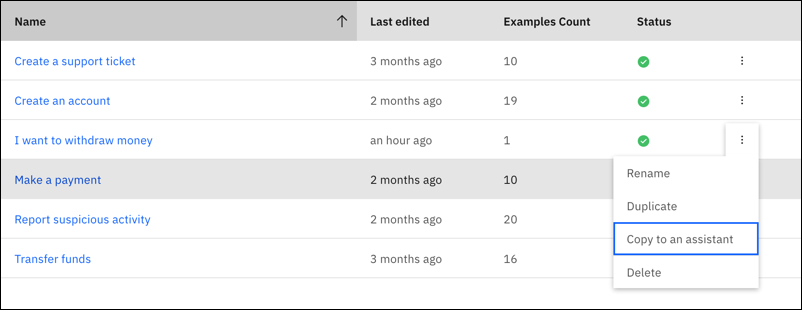 Name Last edited Examples Count Status
Create a support ticket 3 months ago 10
Create an account 2 months ago 19
I want to withdraw money an hour ago 1
Rename
Make a payment 2 months ago 10
Duplicate
Report suspicious activity 2 months ago 20
Copy to an assistant
Transfer funds 3 months ago 16
Delete